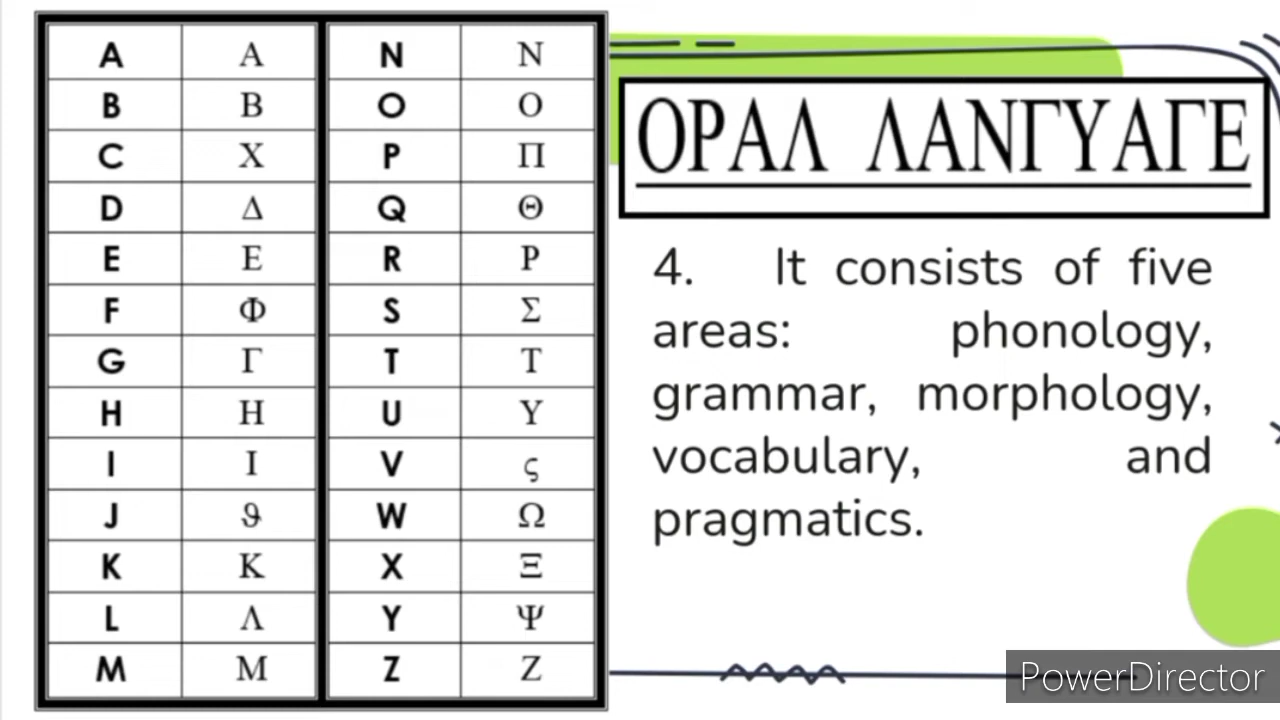 A Α N Ν
B Β O Ο
C Χ P Π
D Δ Q Θ
E Ε R Ρ
F Φ S Σ
G Γ T Τ
H Η U Υ
I Ι V ς
J ϑ W Ω
K Κ X Ξ
L Λ Y Ψ
M Μ Z Ζ
ΟΡΑΛ ΛΑΝΓΥΑΓΕ
4. It consists of five
areas: phonology,
grammar, morphology,
vocabulary, and
pragmatics.
PowerDirector